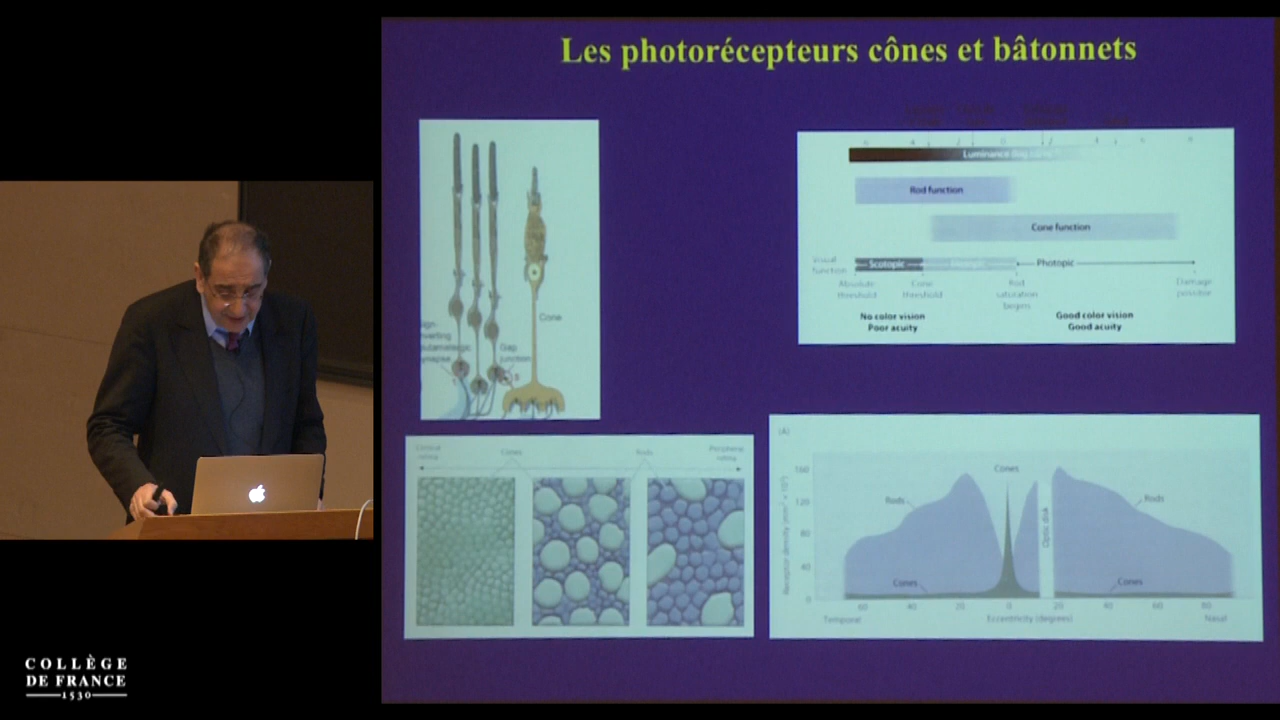 Les photorécepteurs cônes et bâtonnets
Cone
Gap
junction
Luminance
Rod function
Cone function
Visual
function
Scotopic
Photopic
Absolute
threshold
Cone
threshold
Rod
saturation
begins
Damage
possible
No color vision
Poor acuity
Good color vision
Good acuity
Cones
Rods
Peripheral
(A)
160
120
80
40
0
Rods
Cones
Optic disk
Rods
Cones
Cones
60
40
20
0
20
40
60
80
Temporal
Eccentricity (degrees)
Nasal
COLLÈGE
DE FRANCE
1530